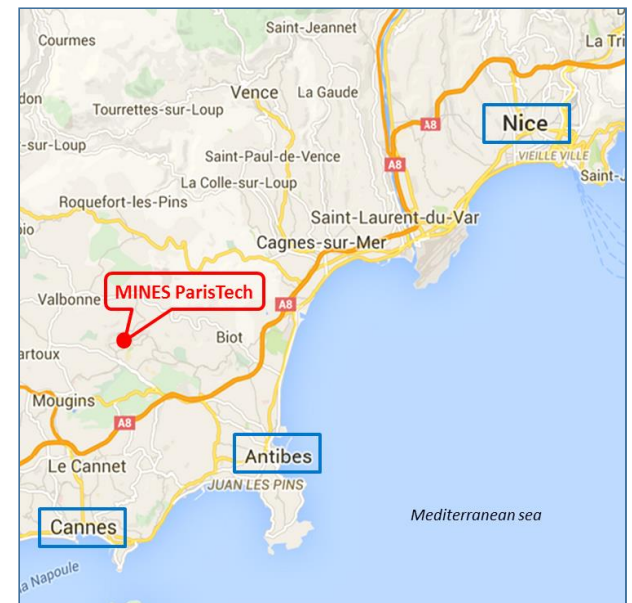 Courmes
Saint-Jeannet
La Tri
Vence
La Gaude
don
Tourrettes-sur-Loup
A8
Nice
-sur-Loup
Saint-Paul-de-Vence
A8
VIEILLE VILLE
La Colle-sur-Loup
Saint-J
Roquefort-les-Pins
Saint-Laurent-du-Var
io
Cagnes-sur-Mer
MINES ParisTech
Valbonne
A8
Biot
artoux
Mougins
A8
Antibes
Le Cannet
JUAN LES PINS
Mediterranean sea
Cannes
a Napoule